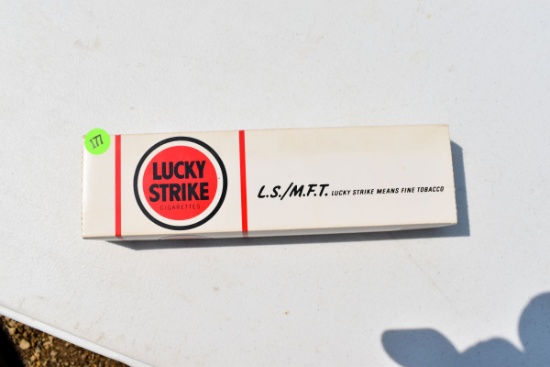 177
LUCKY
STRIKE
CIGARETTES
L.S./M.F.T. LUCKY STRIKE MEANS FINE TOBACCO